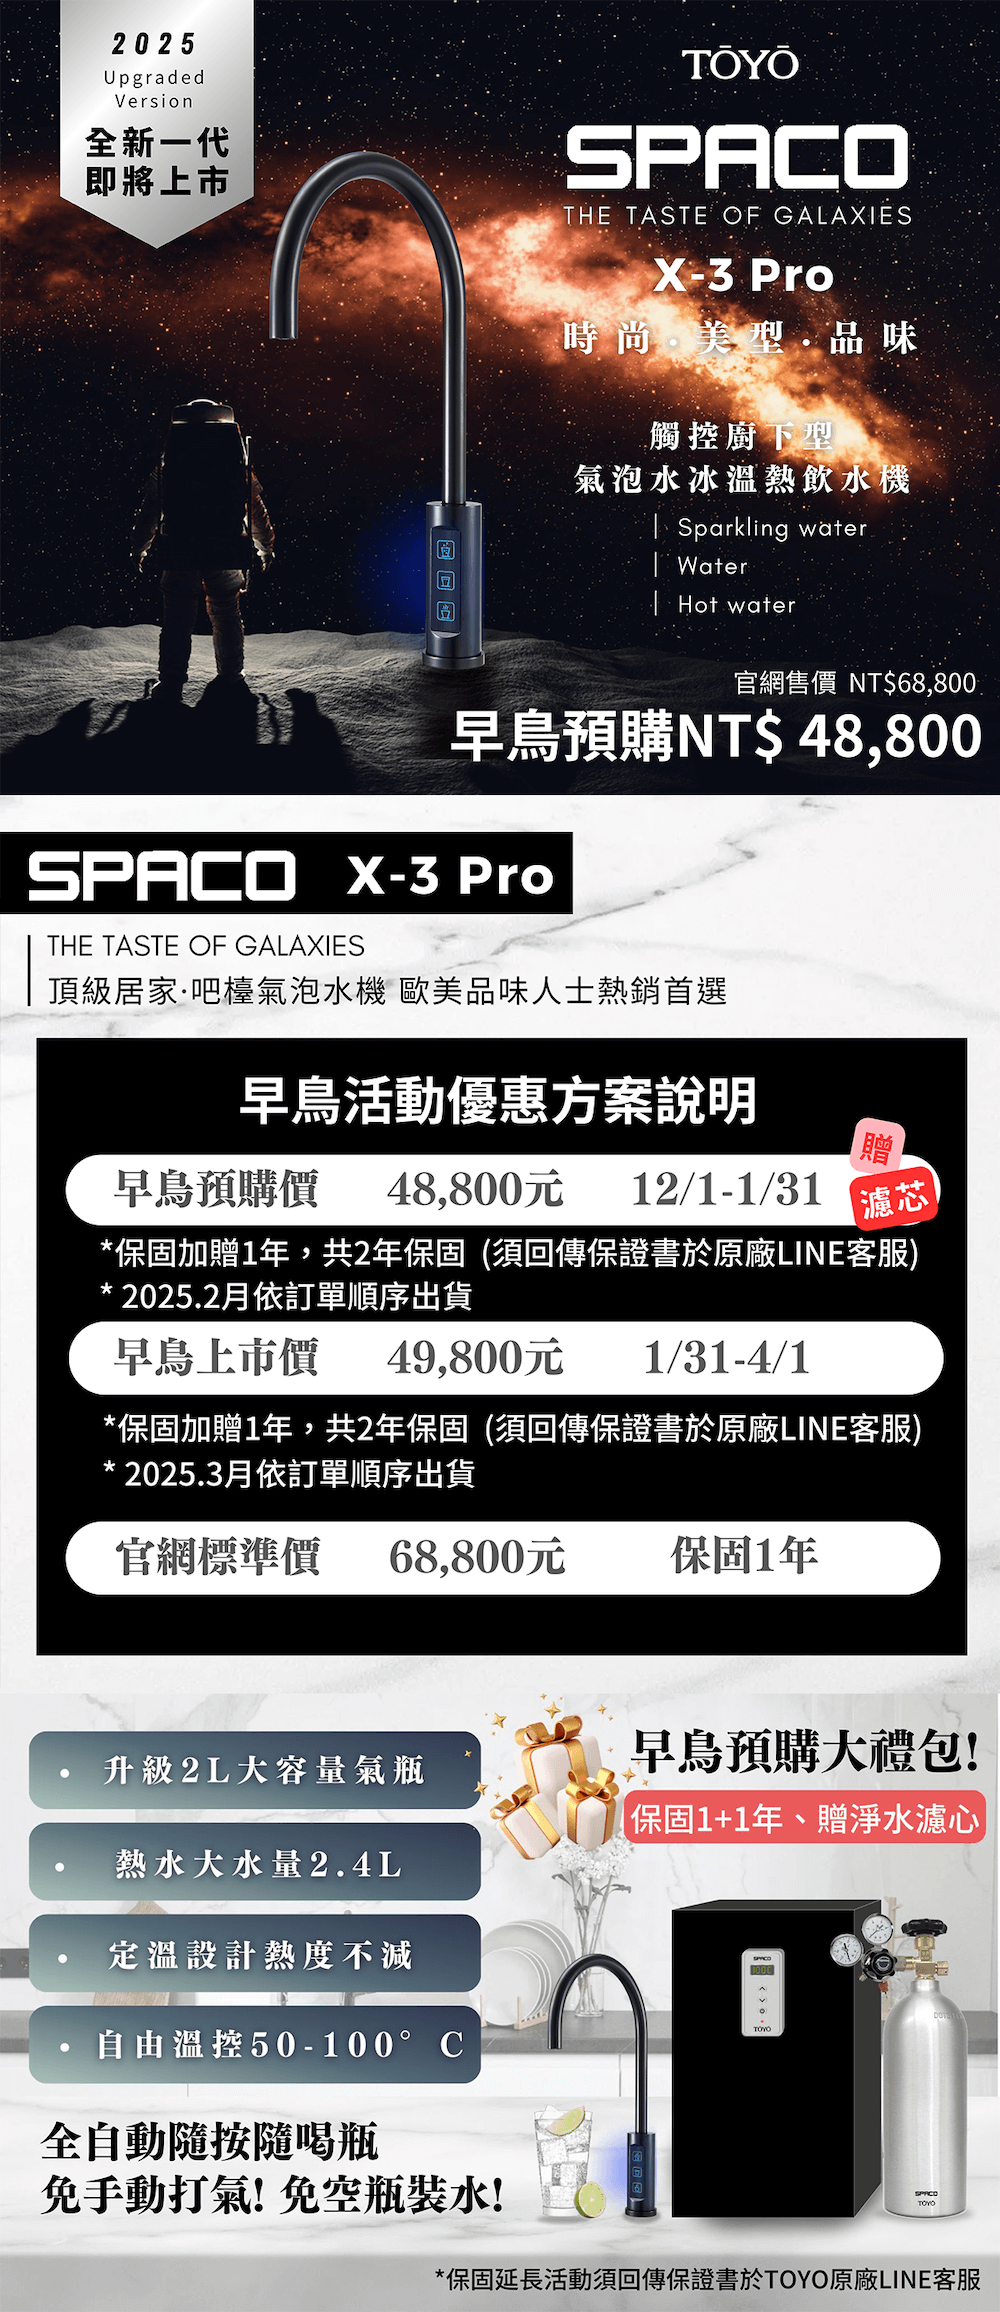 2025
Upgraded
Version
全新一代
即將上市
TŌYŌ
SPACO
THE TASTE OF GALAXIES
X-3 Pro
時尚·美型·品味
觸控廚下型
氣泡水冰溫熱飲水機
Sparkling water
Water
Hot water
官網售價 NT$68,800
早鳥預購NT$ 48,800
SPACO X-3 Pro
THE TASTE OF GALAXIES
頂級居家·吧檯氣泡水機 歐美品味人士熱銷首選
早鳥活動優惠方案說明
早鳥預購價 48,800元 12/1-1/31
贈
濾芯
*保固加贈1年，共2年保固 (須回傳保證書於原廠LINE客服)
* 2025.2月依訂單順序出貨
早鳥上市價 49,800元 1/31-4/1
*保固加贈1年，共2年保固 (須回傳保證書於原廠LINE客服)
* 2025.3月依訂單順序出貨
官網標準價 68,800元 保固1年
• 升級2L大容量氣瓶
• 熱水大水量2.4L
• 定溫設計熱度不減
• 自由溫控50-100° C
早鳥預購大禮包!
保固1+1年、贈淨水濾心
SPACO
TOYO
SPACO
TOYO
全自動隨按隨喝瓶
免手動打氣! 免空瓶裝水!
*保固延長活動須回傳保證書於TOYO原廠LINE客服